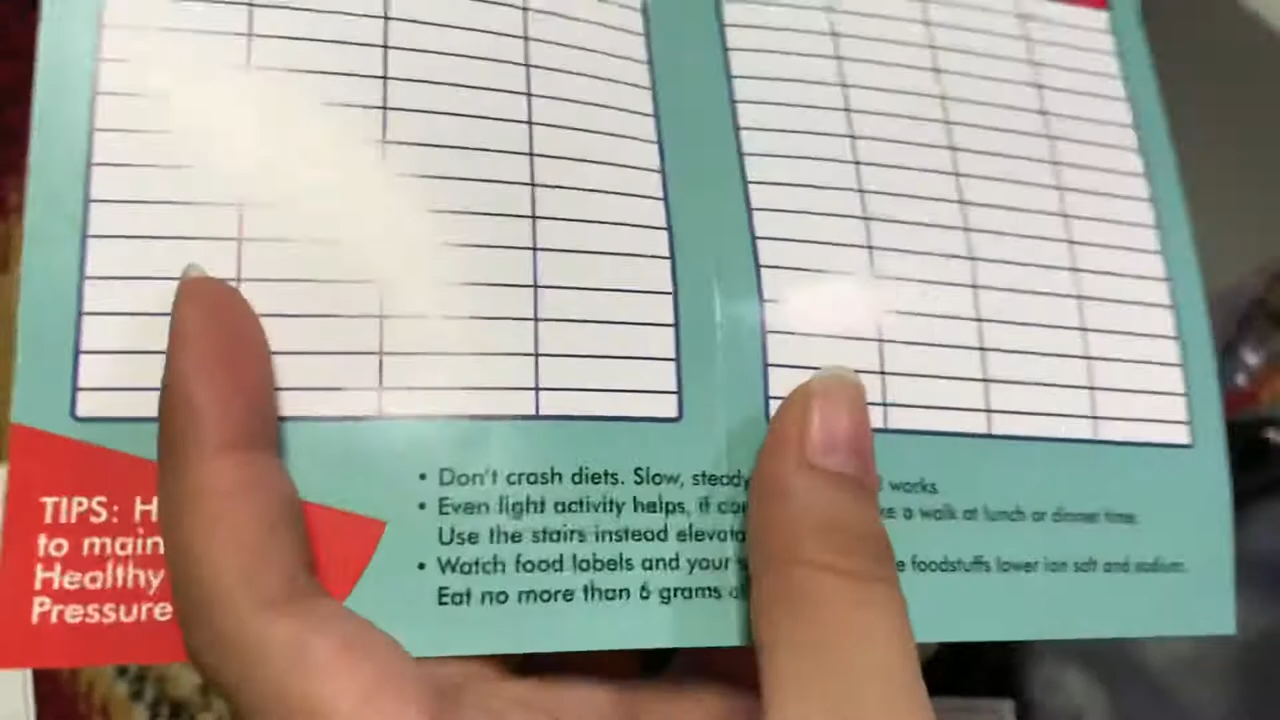 TIPS: H
to main
Healthy
Pressure
• Don't crash diets. Slow, steady works.
• Even light activity helps, if a walk at lunch or dinner time.
Use the stairs instead
• Watch food labels and your foodstuffs lower ion salt and sodium.
Eat no more than 6 grams